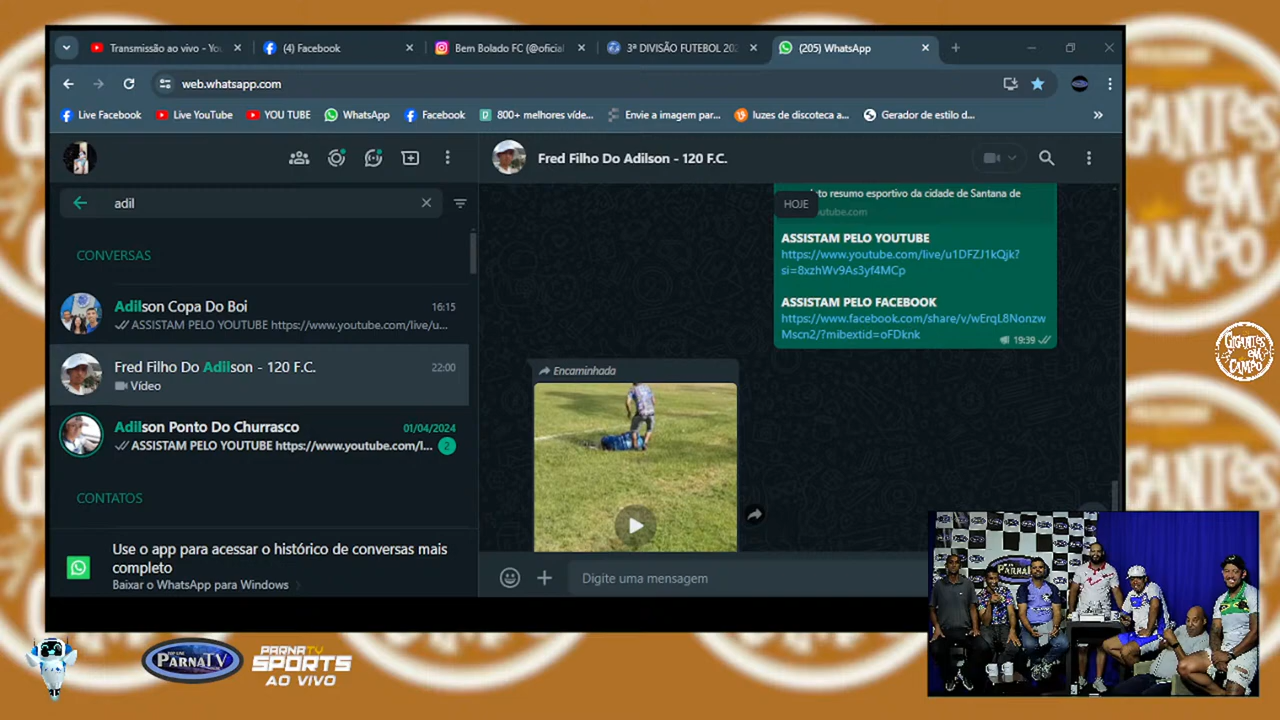 Transmissão ao vivo - You
(4) Facebook
Bem Bolado FC (@oficial
3ª DIVISÃO FUTEBOL 202
(205) WhatsApp
web.whatsapp.com
Live Facebook
Live YouTube
YOU TUBE
WhatsApp
Facebook
800+ melhores víde...
Envie a imagem par...
luzes de discoteca a...
Gerador de estilo d...
adil
CONVERSAS
Adilson Copa Do Boi
16:15
ASSISTAM PELO YOUTUBE https://www.youtube.com/live/u...
Fred Filho Do Adilson - 120 F.C.
22:00
Vídeo
Adilson Ponto Do Churrasco
01/04/2024
ASSISTAM PELO YOUTUBE https://www.youtube.com/l...
2
CONTATOS
Use o app para acessar o histórico de conversas mais
completo
Baixar o WhatsApp para Windows
Fred Filho Do Adilson - 120 F.C.
resumo esportivo da cidade de Santana de
HOJE
utube.com
ASSISTAM PELO YOUTUBE
https://www.youtube.com/live/u1DFZJ1kQjk?
si=8xzhWv9As3yf4MCp
ASSISTAM PELO FACEBOOK
https://www.facebook.com/share/v/wErqL8Nonzw
Mscn2/?mibextid=oFDknk
19:39
Encaminhada
Digite uma mensagem
GIGANTES
EM
CAMPO
PARNATV
PARNATV
SPORTS
AO VIVO